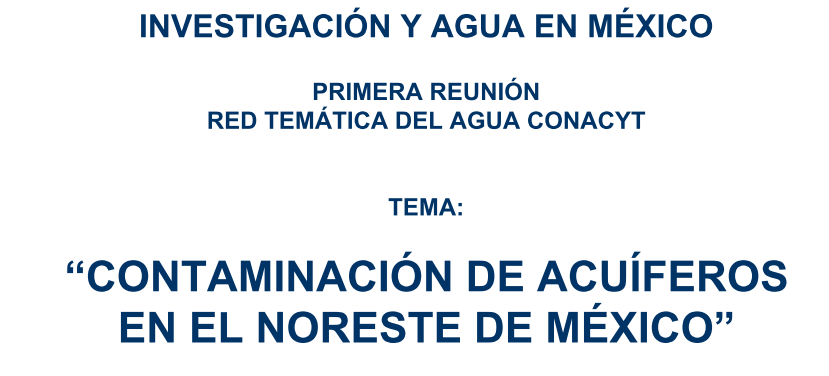 INVESTIGACIÓN Y AGUA EN MÉXICO
PRIMERA REUNIÓN
RED TEMÁTICA DEL AGUA CONACYT
TEMA:
“CONTAMINACIÓN DE ACUÍFEROS
EN EL NORESTE DE MÉXICO”